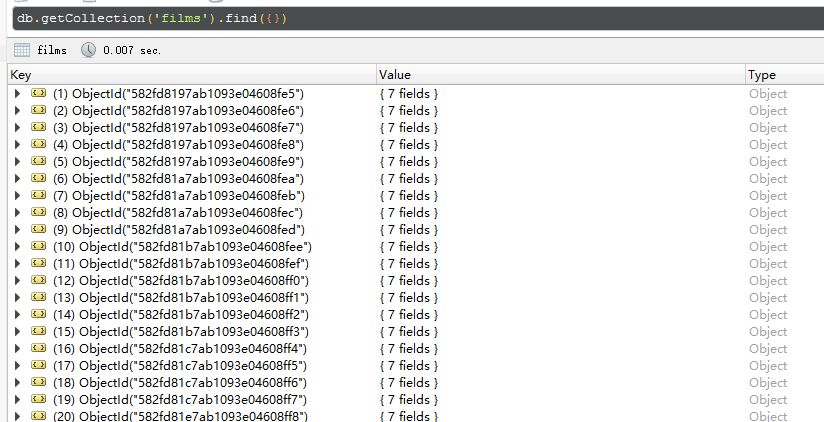 db.getCollection('films').find({})
films 0.007 sec.
Key Value Type
(1) ObjectId("582fd8197ab1093e04608fe5") { 7 fields } Object
(2) ObjectId("582fd8197ab1093e04608fe6") { 7 fields } Object
(3) ObjectId("582fd8197ab1093e04608fe7") { 7 fields } Object
(4) ObjectId("582fd8197ab1093e04608fe8") { 7 fields } Object
(5) ObjectId("582fd8197ab1093e04608fe9") { 7 fields } Object
(6) ObjectId("582fd81a7ab1093e04608fea") { 7 fields } Object
(7) ObjectId("582fd81a7ab1093e04608feb") { 7 fields } Object
(8) ObjectId("582fd81a7ab1093e04608fec") { 7 fields } Object
(9) ObjectId("582fd81a7ab1093e04608fed") { 7 fields } Object
(10) ObjectId("582fd81b7ab1093e04608fee") { 7 fields } Object
(11) ObjectId("582fd81b7ab1093e04608fef") { 7 fields } Object
(12) ObjectId("582fd81b7ab1093e04608ff0") { 7 fields } Object
(13) ObjectId("582fd81b7ab1093e04608ff1") { 7 fields } Object
(14) ObjectId("582fd81b7ab1093e04608ff2") { 7 fields } Object
(15) ObjectId("582fd81b7ab1093e04608ff3") { 7 fields } Object
(16) ObjectId("582fd81c7ab1093e04608ff4") { 7 fields } Object
(17) ObjectId("582fd81c7ab1093e04608ff5") { 7 fields } Object
(18) ObjectId("582fd81c7ab1093e04608ff6") { 7 fields } Object
(19) ObjectId("582fd81c7ab1093e04608ff7") { 7 fields } Object
(20) ObjectId("582fd81e7ab1093e04608ff8") { 7 fields } Object